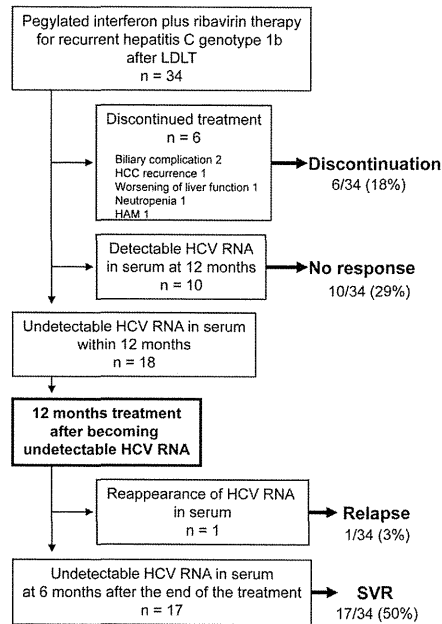 Pegylated interferon plus ribavirin therapy
for recurrent hepatitis C genotype 1b
after LDLT
n = 34
Discontinued treatment
n = 6
Biliary complication 2
HCC recurrence 1
Worsening of liver function 1
Neutropenia 1
HAM 1
Discontinuation
6/34 (18%)
Detectable HCV RNA
in serum at 12 months
n = 10
No response
10/34 (29%)
Undetectable HCV RNA in serum
within 12 months
n = 18
12 months treatment
after becoming
undetectable HCV RNA
Reappearance of HCV RNA
in serum
n = 1
Relapse
1/34 (3%)
Undetectable HCV RNA in serum
at 6 months after the end of the treatment
n = 17
SVR
17/34 (50%)